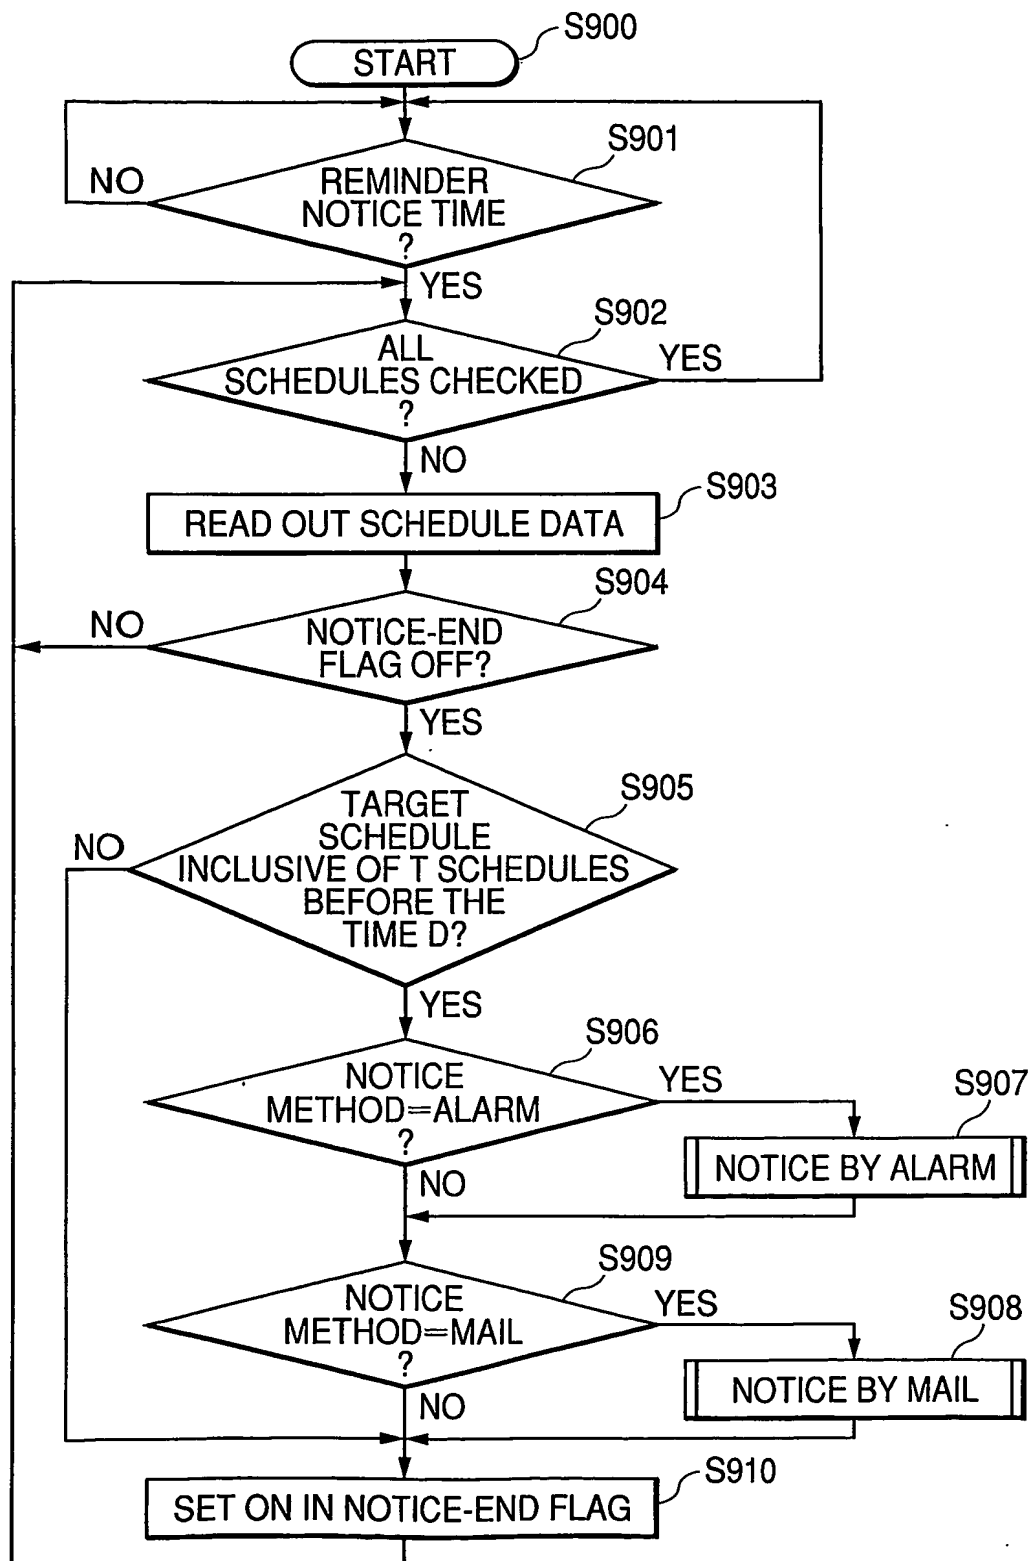 S900
START
S901
NO
REMINDER
NOTICE TIME
?
YES
S902
ALL
SCHEDULES CHECKED
?
YES
NO
S903
READ OUT SCHEDULE DATA
S904
NO
NOTICE-END
FLAG OFF?
YES
S905
NO
TARGET
SCHEDULE
INCLUSIVE OF T SCHEDULES
BEFORE THE
TIME D?
YES
S906
NOTICE
METHOD=ALARM
?
YES
S907
NOTICE BY ALARM
NO
S909
NOTICE
METHOD=MAIL
?
YES
S908
NOTICE BY MAIL
NO
S910
SET ON IN NOTICE-END FLAG